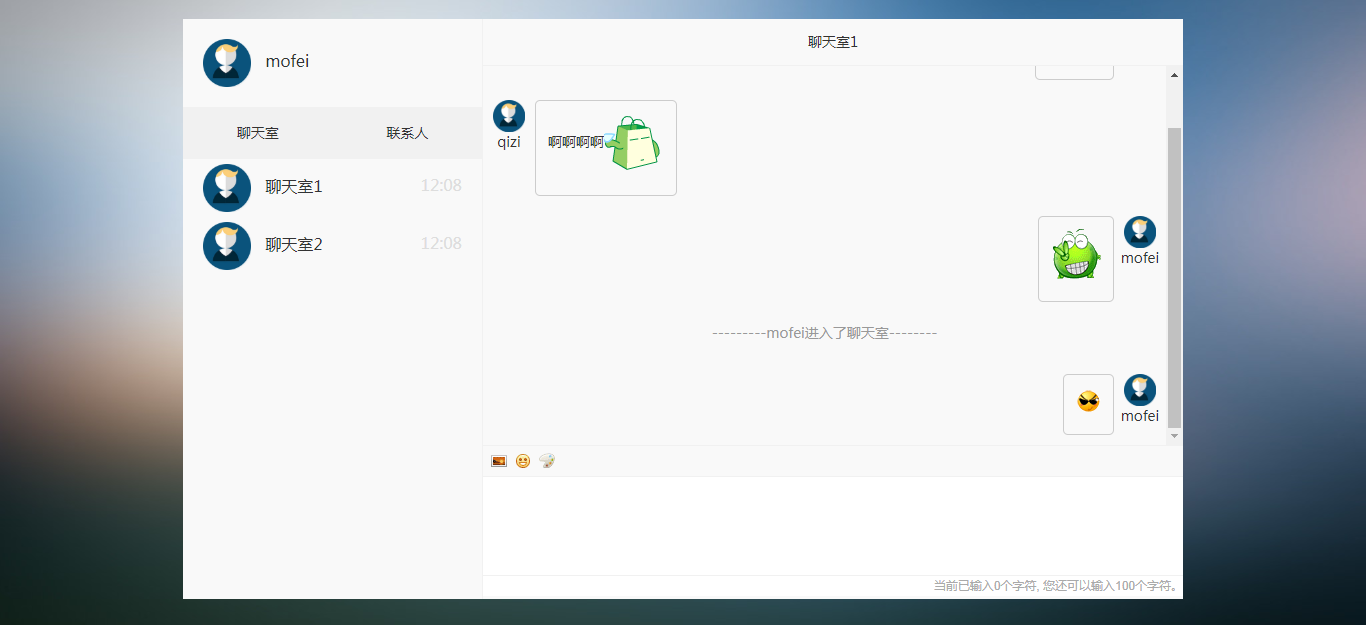 mofei
聊天室
联系人
聊天室1
12:08
聊天室2
12:08
聊天室1
qizi
啊啊啊啊
mofei
---------mofei进入了聊天室--------
mofei
当前已输入0个字符, 您还可以输入100个字符。